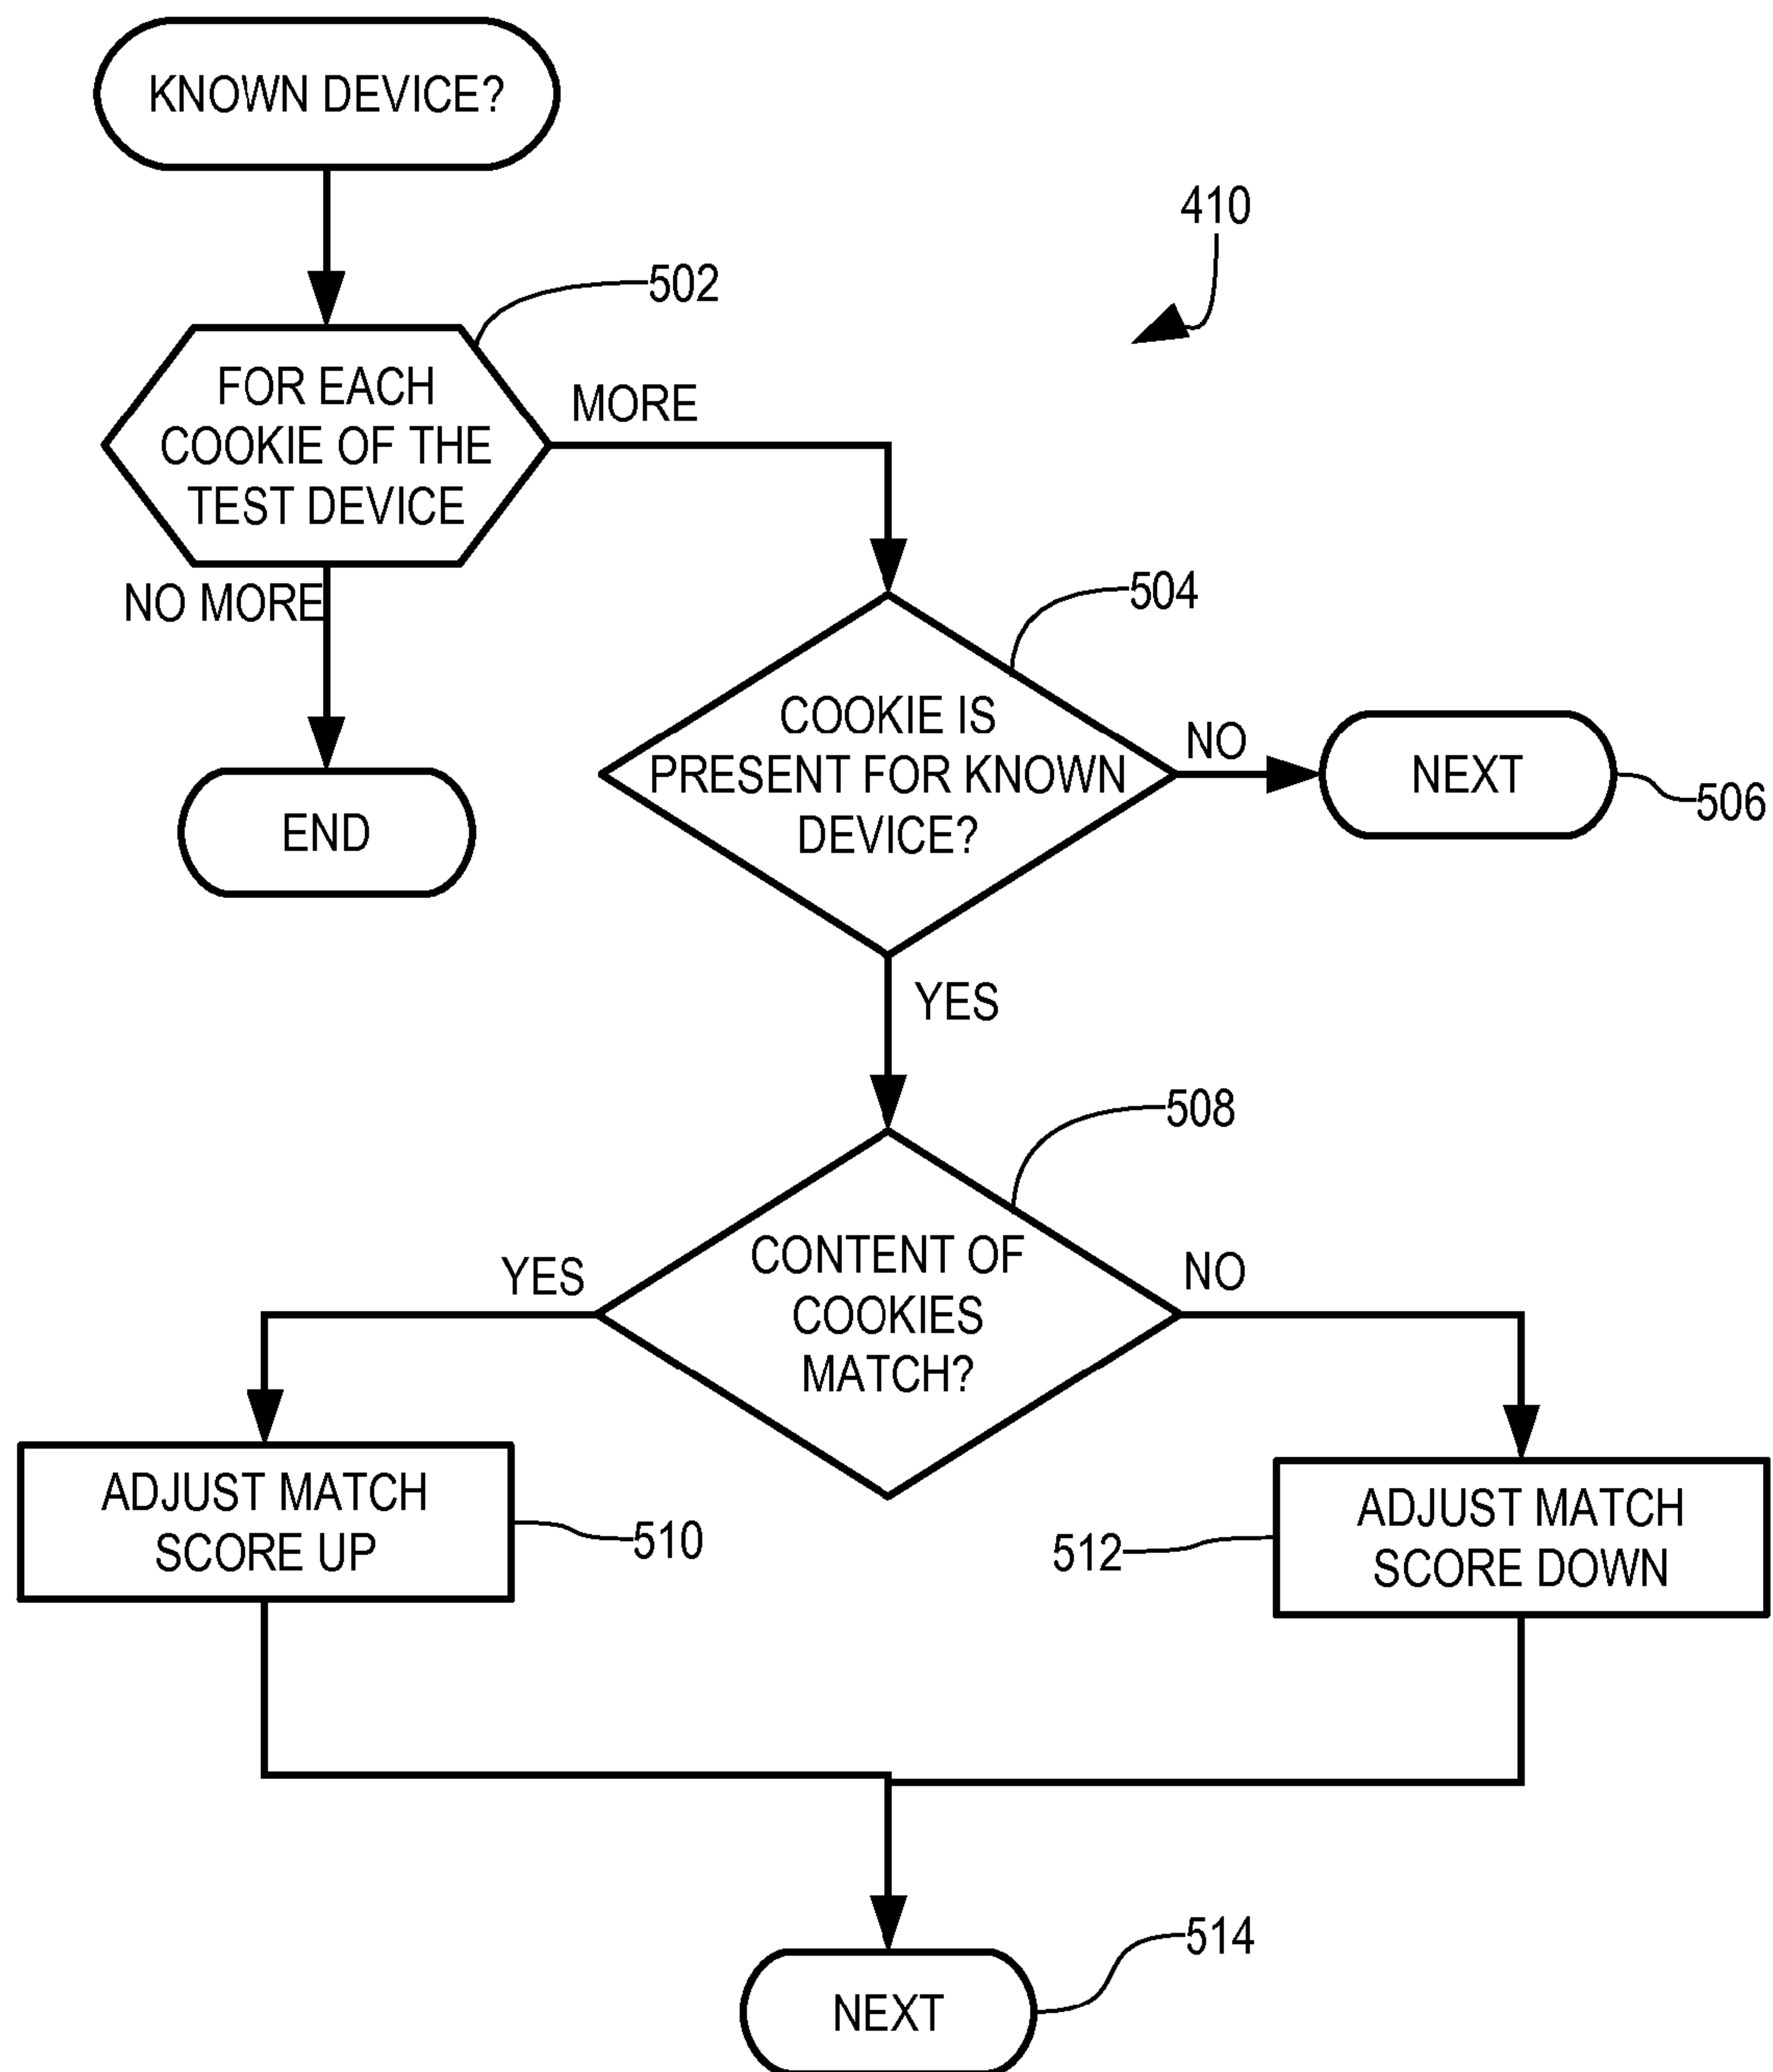 KNOWN DEVICE?
410
502
FOR EACH
COOKIE OF THE
TEST DEVICE
MORE
NO MORE
504
COOKIE IS
PRESENT FOR KNOWN
DEVICE?
NO
NEXT
506
END
YES
508
CONTENT OF
COOKIES
MATCH?
YES
NO
ADJUST MATCH
SCORE UP
510
512
ADJUST MATCH
SCORE DOWN
514
NEXT